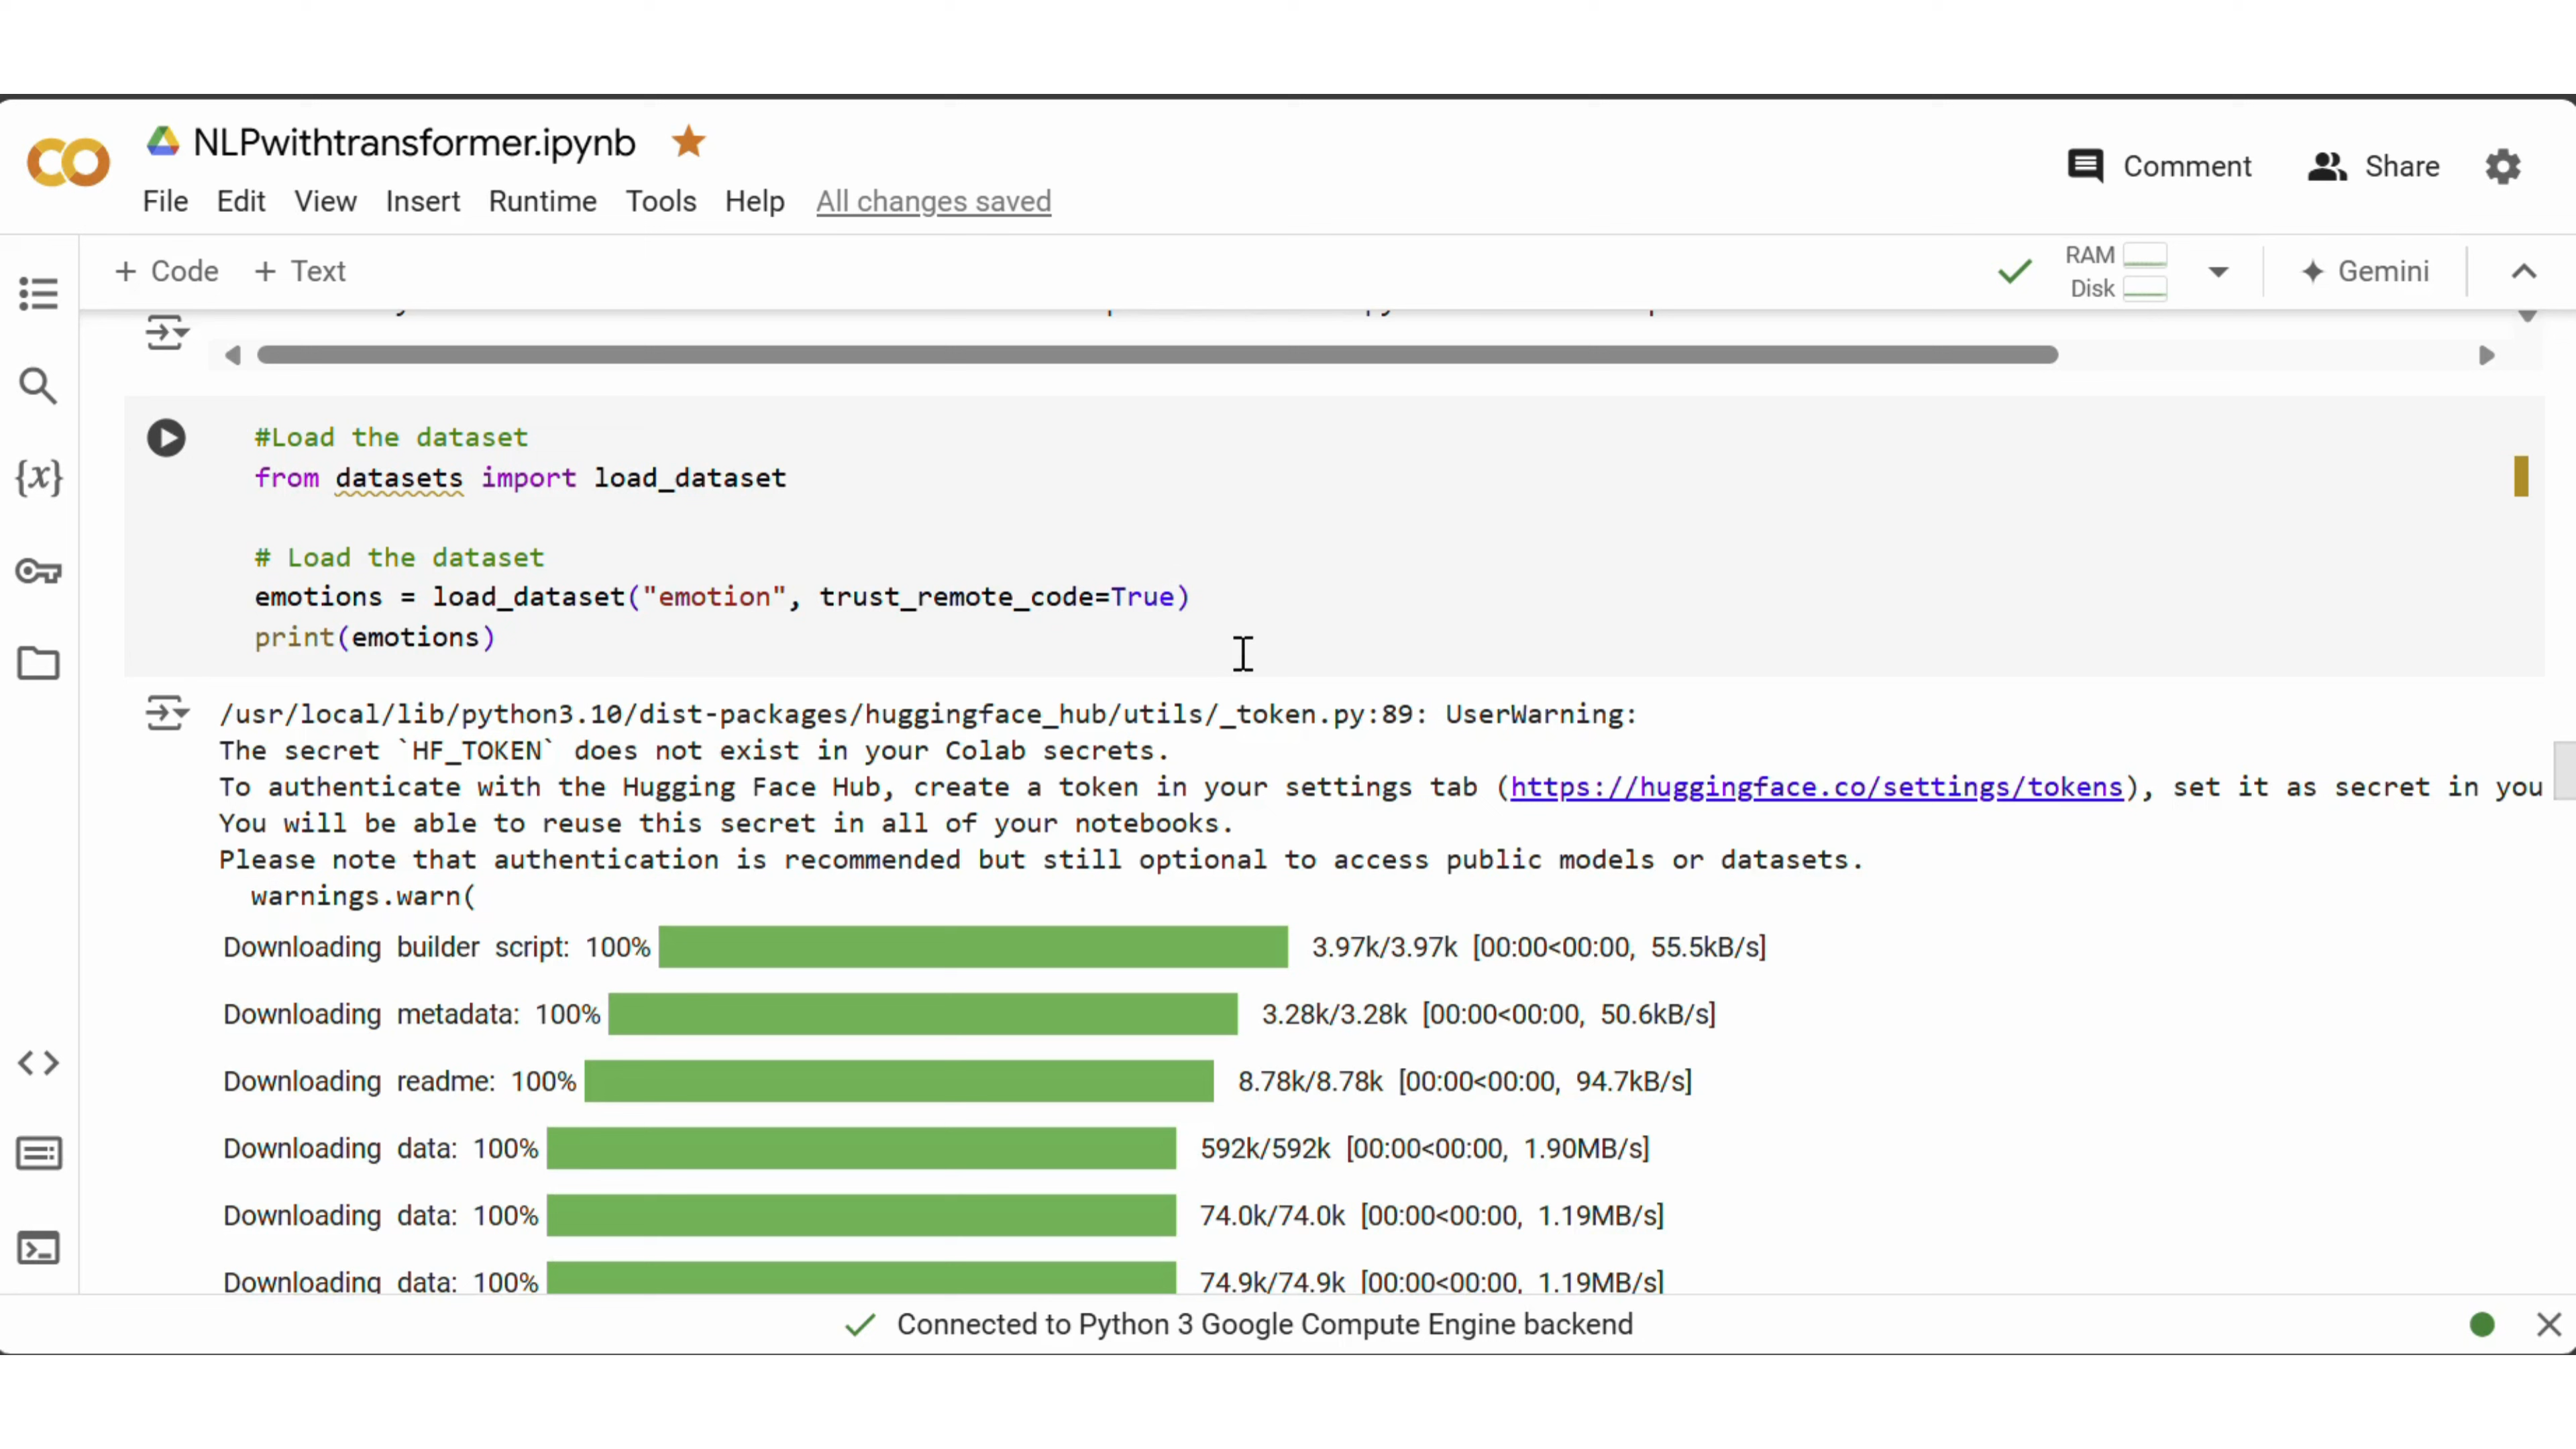 NLPwithtransformer.ipynb
Comment
Share
File Edit View Insert Runtime Tools Help All changes saved
+ Code + Text
RAM
Disk
Gemini
#Load the dataset
from datasets import load_dataset
# Load the dataset
emotions = load_dataset("emotion", trust_remote_code=True)
print(emotions)
/usr/local/lib/python3.10/dist-packages/huggingface_hub/utils/_token.py:89: UserWarning:
The secret `HF_TOKEN` does not exist in your Colab secrets.
To authenticate with the Hugging Face Hub, create a token in your settings tab (https://huggingface.co/settings/tokens), set it as secret in you
You will be able to reuse this secret in all of your notebooks.
Please note that authentication is recommended but still optional to access public models or datasets.
warnings.warn(
Downloading builder script: 100% 3.97k/3.97k [00:00<00:00, 55.5kB/s]
Downloading metadata: 100% 3.28k/3.28k [00:00<00:00, 50.6kB/s]
Downloading readme: 100% 8.78k/8.78k [00:00<00:00, 94.7kB/s]
Downloading data: 100% 592k/592k [00:00<00:00, 1.90MB/s]
Downloading data: 100% 74.0k/74.0k [00:00<00:00, 1.19MB/s]
Downloading data: 100% 74.9k/74.9k [00:00<00:00, 1.19MB/s]
Connected to Python 3 Google Compute Engine backend